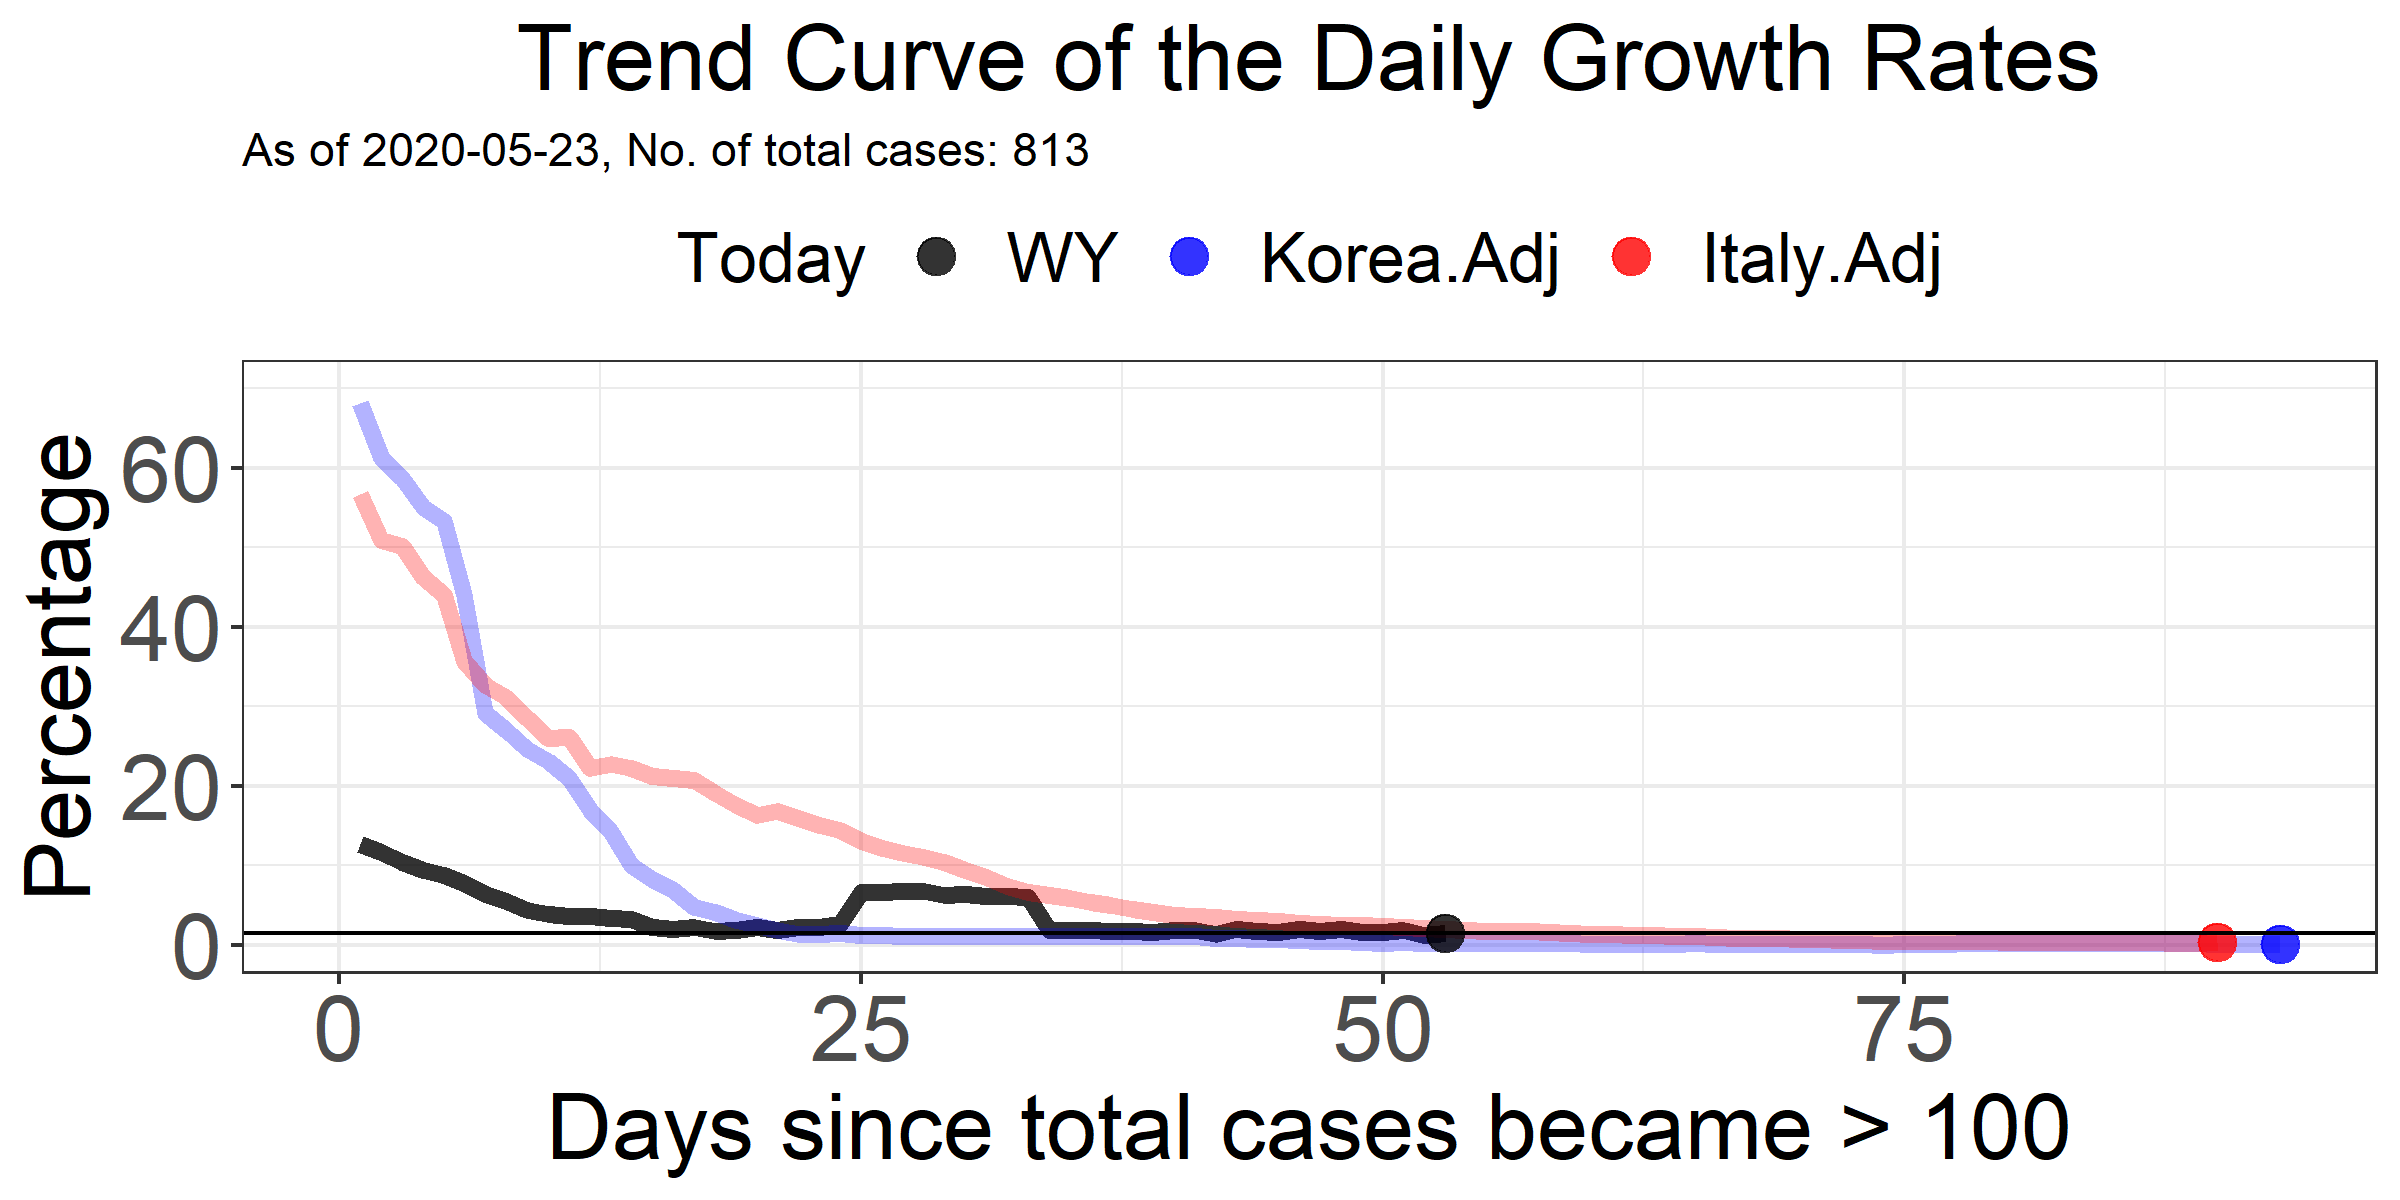 Trend Curve of the Daily Growth Rates
As of 2020-05-23, No. of total cases: 813
Today WY Korea.Adj Italy.Adj
Percentage
60
40
20
0
0 25 50 75
Days since total cases became > 100